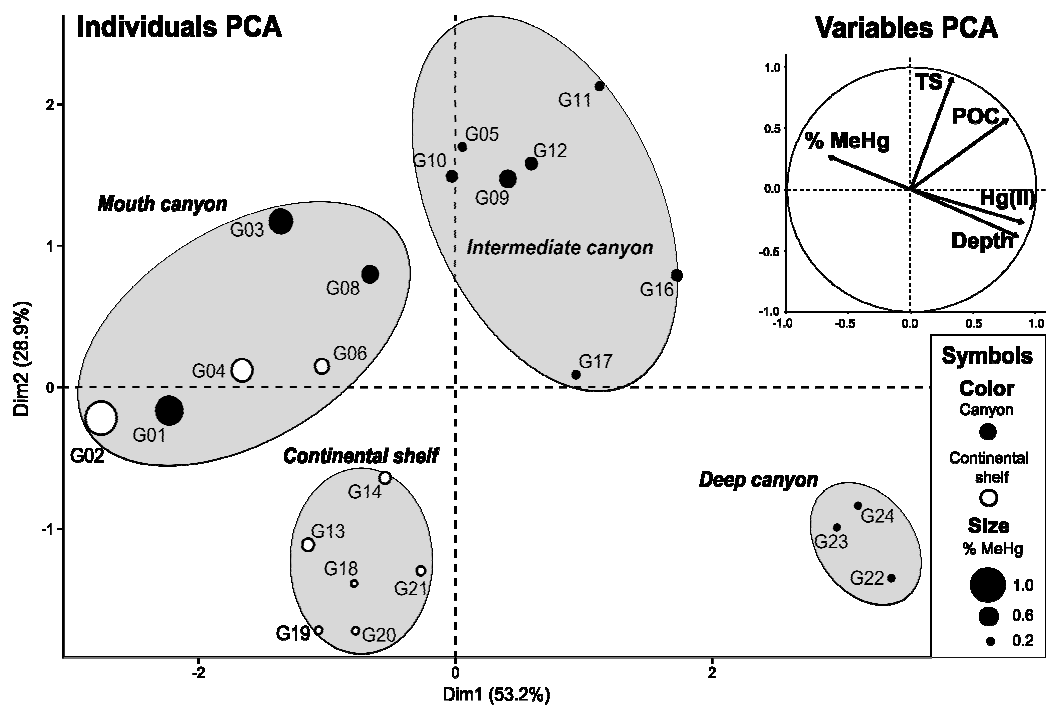 Individuals PCA
Variables PCA
2
1
0
-1
Dim2 (28.9%)
-2
0
2
Dim1 (53.2%)
Mouth canyon
G03
G08
G04
G06
G01
G02
Intermediate canyon
G11
G05
G10
G12
G09
G16
G17
Continental shelf
G14
G13
G18
G21
G19
G20
Deep canyon
G24
G23
G22
1.0
0.5
0.0
-0.5
-1.0
-1.0
-0.5
0.0
0.5
1.0
TS
POC
% MeHg
Hg(II)
Depth
Symbols
Color
Canyon
Continental
shelf
Size
% MeHg
1.0
0.6
0.2